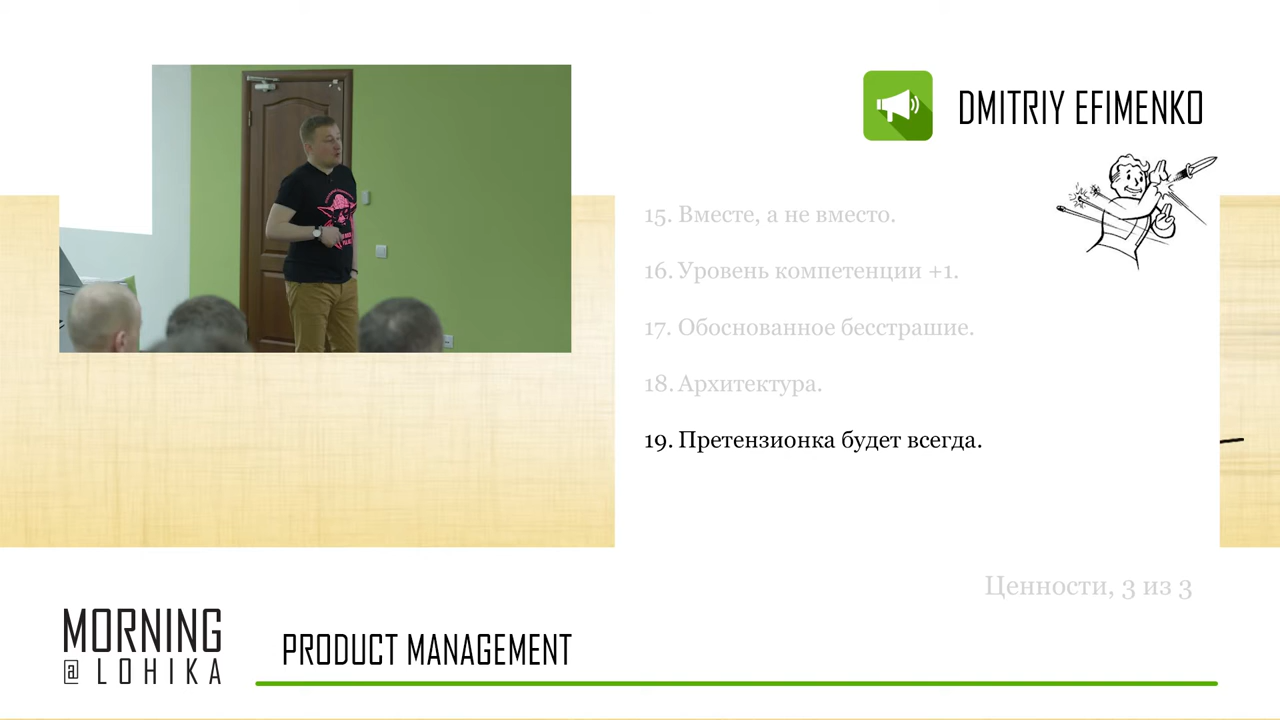 DMITRIY EFIMENKO
15. Вместе, а не вместо.
16. Уровень компетенции +1.
17. Обоснованное бесстрашие.
18. Архитектура.
19. Претензионка будет всегда.
Ценности, 3 из 3
MORNING
@ LOHIKA
PRODUCT MANAGEMENT